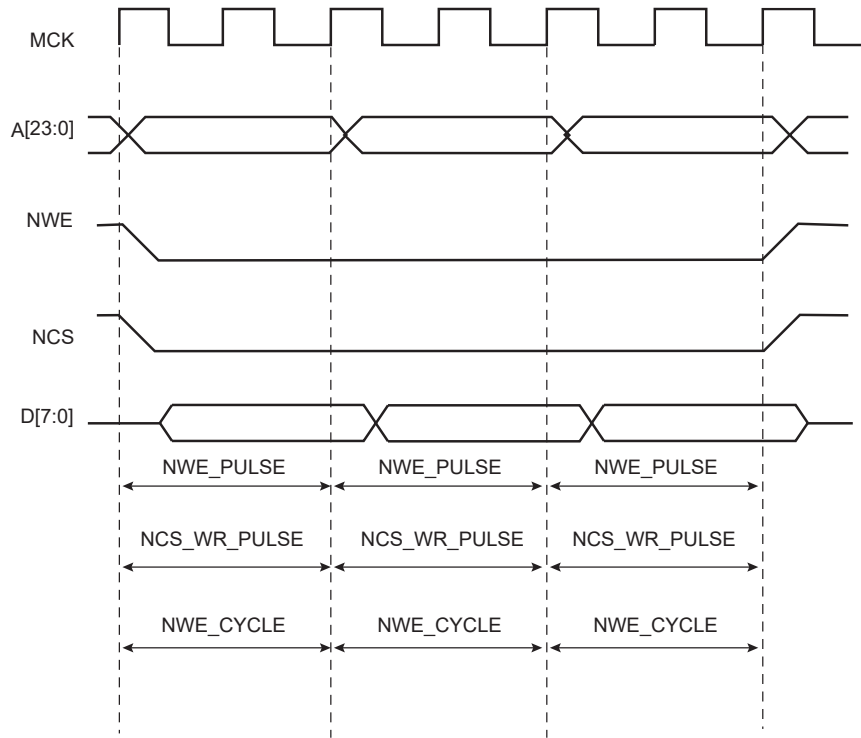 MCK
A[23:0]
NWE
NCS
D[7:0]
NWE_PULSE NWE_PULSE NWE_PULSE
NCS_WR_PULSE NCS_WR_PULSE NCS_WR_PULSE
NWE_CYCLE NWE_CYCLE NWE_CYCLE